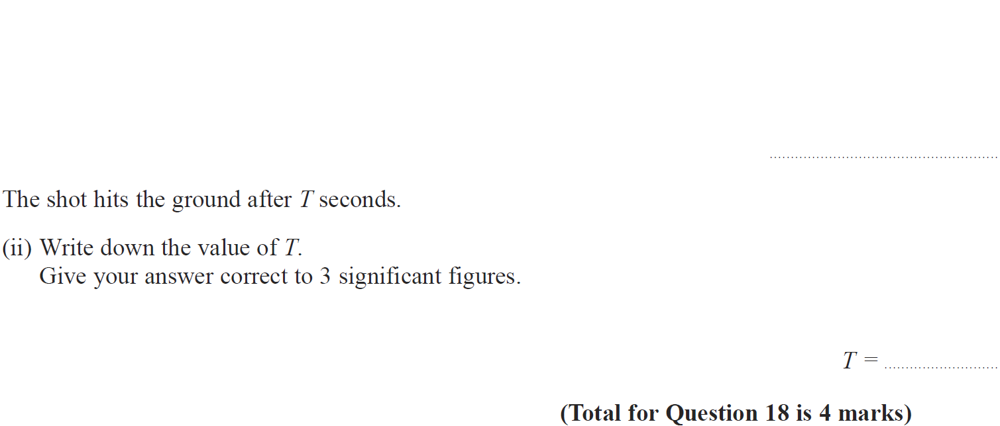 The shot hits the ground after T seconds.
(ii) Write down the value of T.
Give your answer correct to 3 significant figures.
T = ..............................
(Total for Question 18 is 4 marks)